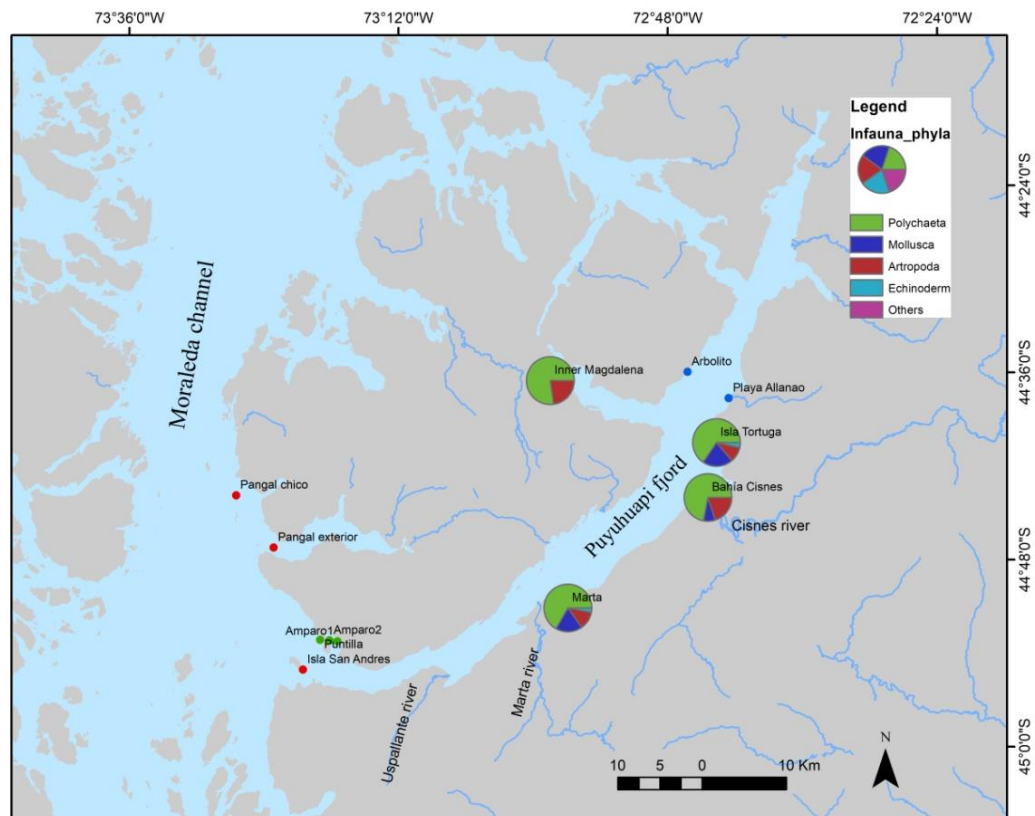 73°36'0"W 73°12'0"W 72°48'0"W 72°24'0"W
Legend
Infauna_phyla
Polychaeta
Mollusca
Artropoda
Echinoderm
Others
44°24'0"S
Moraleda channel
Inner Magdalena
Arbolito
44°36'0"S
Playa Allanao
Isla Tortuga
Puyuhuapi fjord
Pangal chico
Bahía Cisnes
Cisnes river
Pangal exterior
44°48'0"S
Marta
Amparo1 Amparo2
Puntilla
Isla San Andres
Marta river
Uspallante river
45°0'0"S
N
10 5 0 10 Km